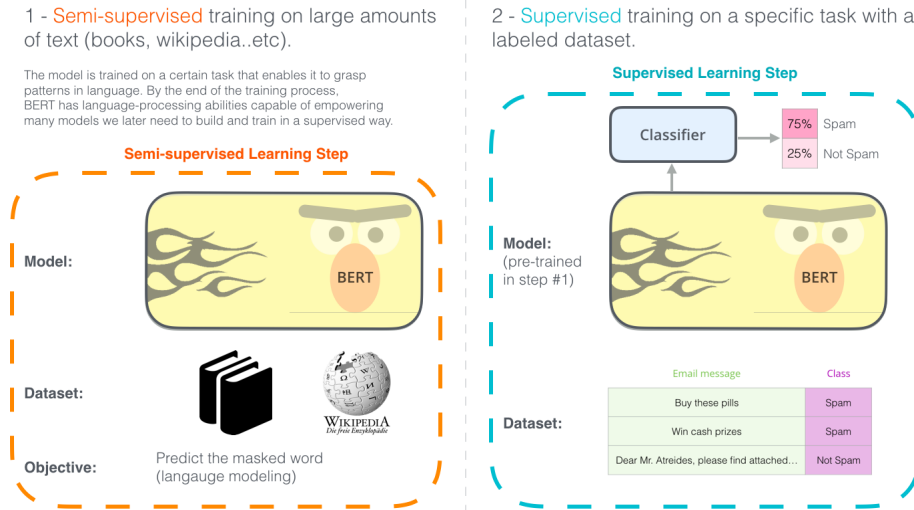 1 - Semi-supervised training on large amounts
of text (books, wikipedia..etc).
The model is trained on a certain task that enables it to grasp
patterns in language. By the end of the training process,
BERT has language-processing abilities capable of empowering
many models we later need to build and train in a supervised way.
Semi-supervised Learning Step
Model:
BERT
Dataset:
WIKIPEDIA
Die freie Enzyklopädie
Objective:
Predict the masked word
(langauge modeling)
2 - Supervised training on a specific task with a
labeled dataset.
Supervised Learning Step
Classifier
75% Spam
25% Not Spam
Model:
(pre-trained
in step #1)
BERT
Dataset:
Email message Class
Buy these pills Spam
Win cash prizes Spam
Dear Mr. Atreides, please find attached... Not Spam